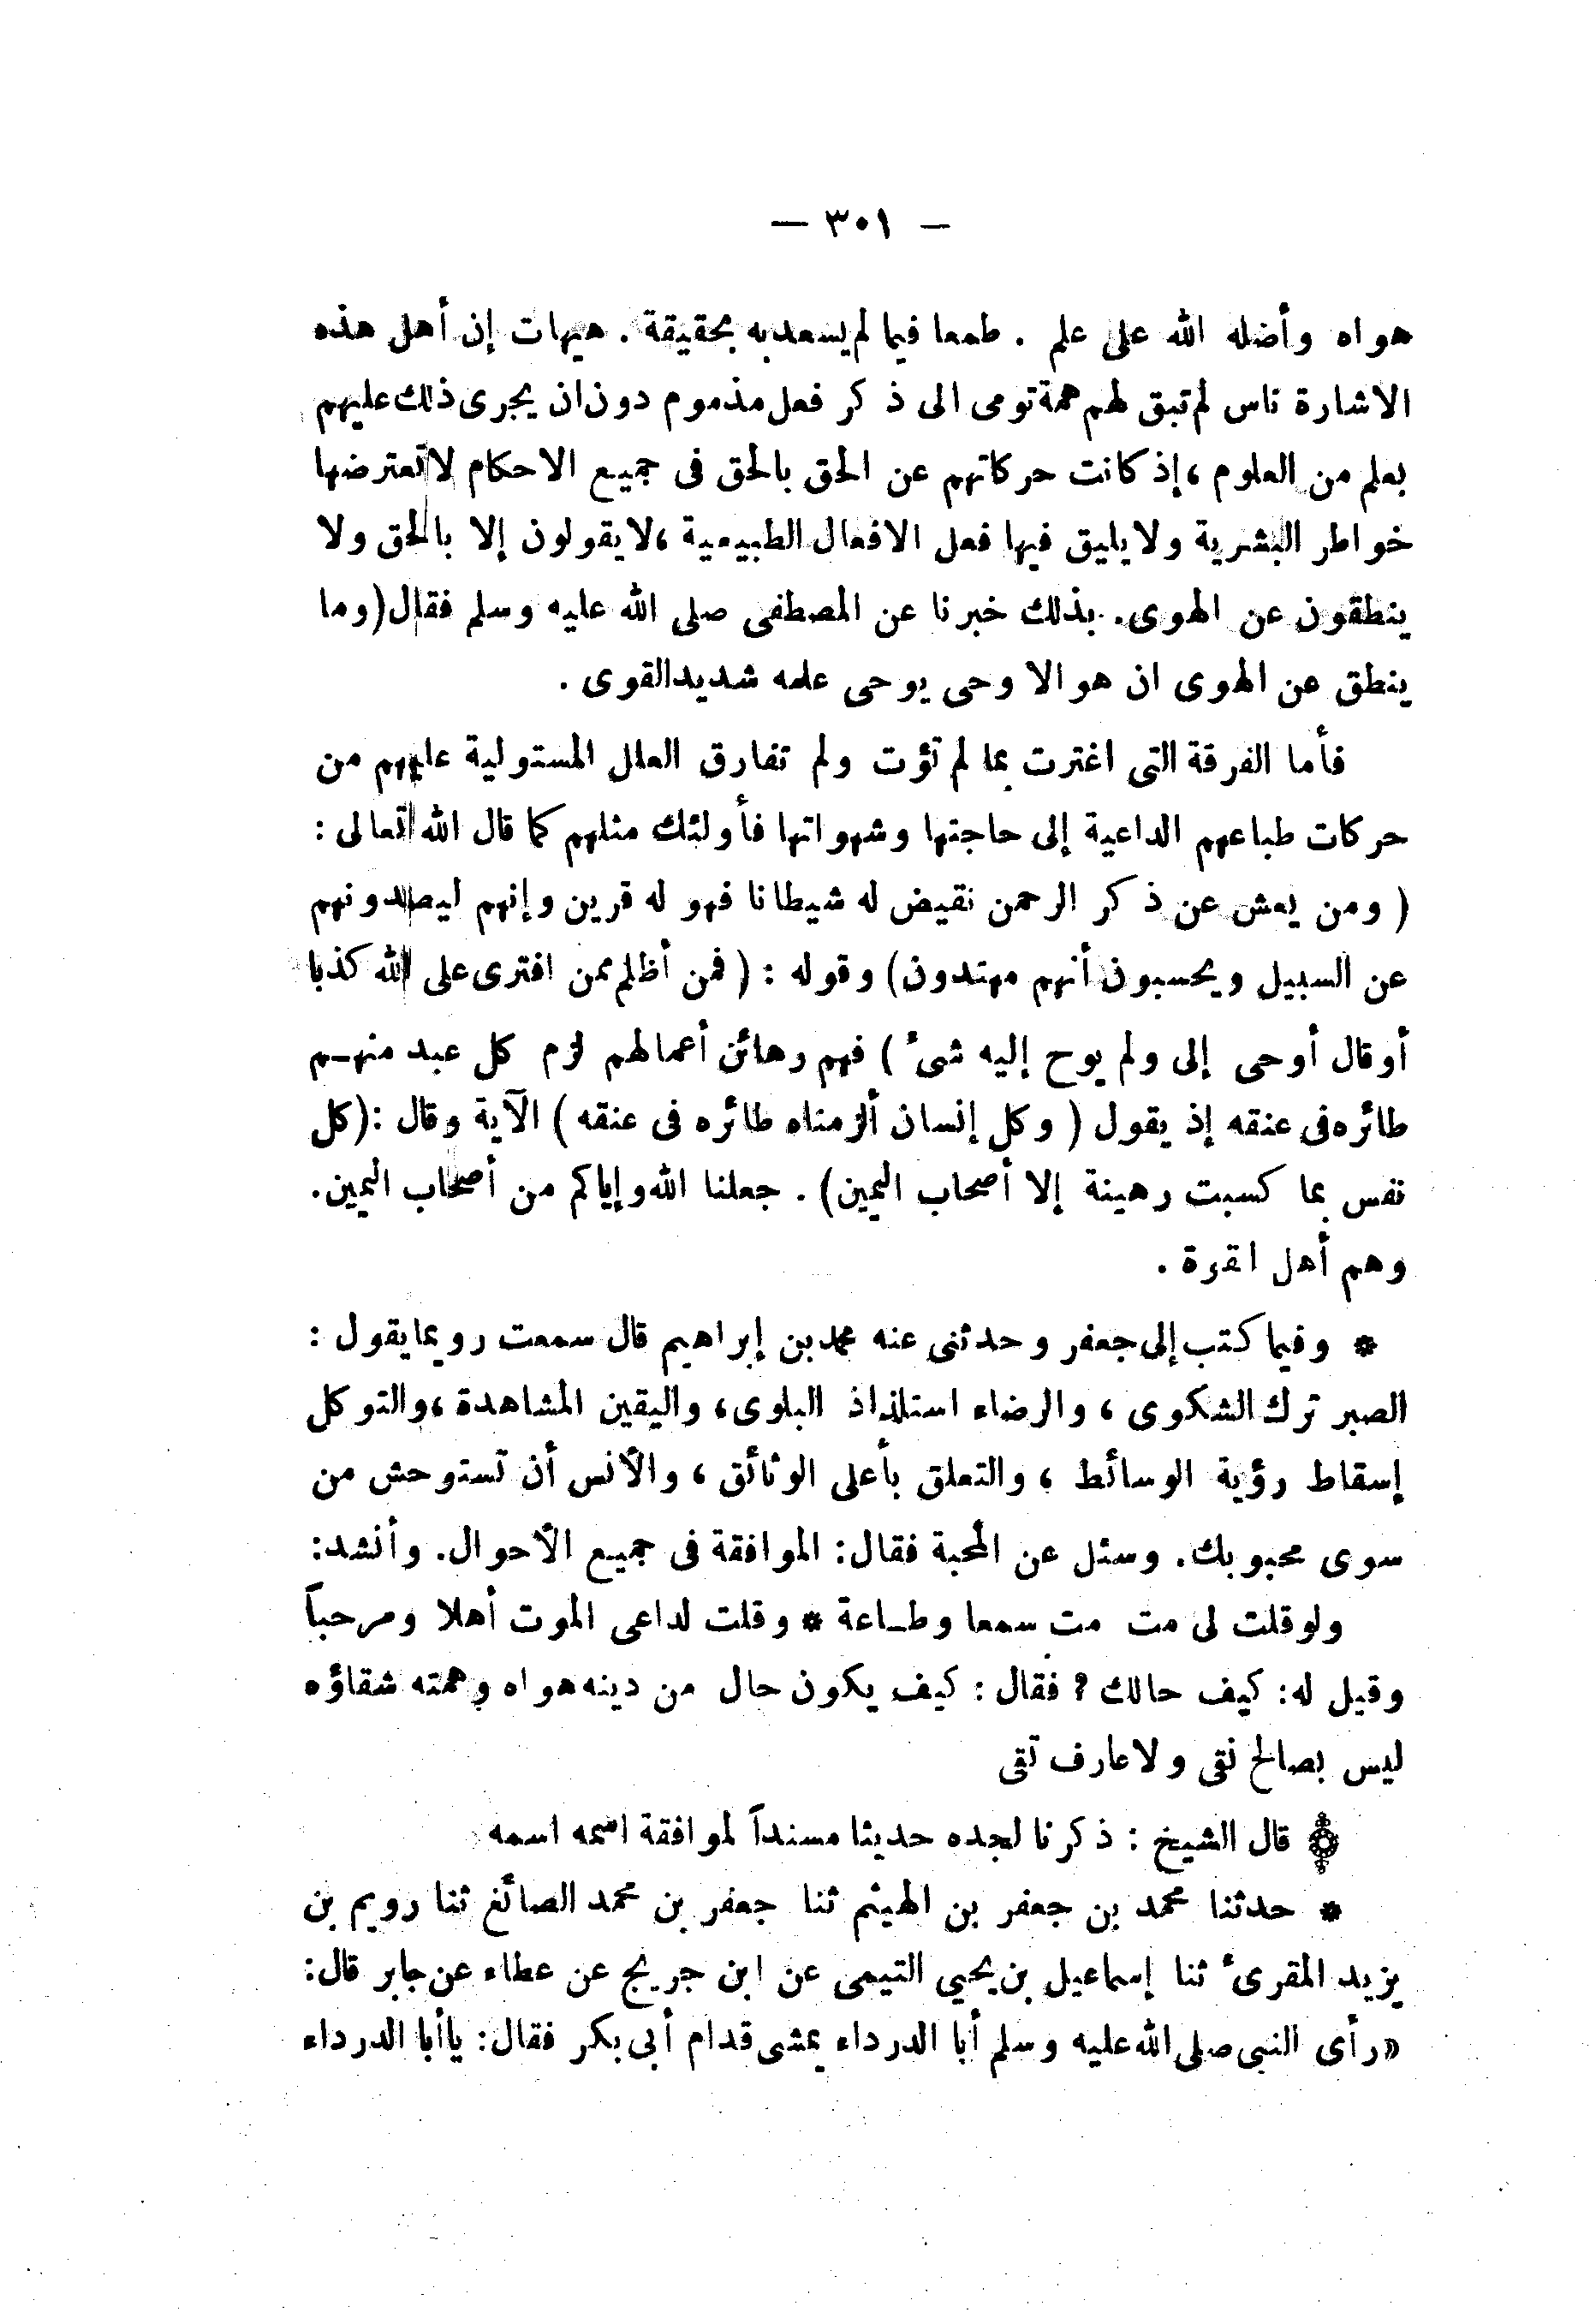 — ٣٠١ —
هواه وأضله الله على علم . طمعا فيما لم يسعد به بحقيقة . هيهات إن أهل هذه
الاشارة ناس لم تبق لهم همة تومى الى ذكر فعل مذموم دون ان يجرى ذلك عليهم
بعلم من العلوم ، إذ كانت حركاتهم عن الحق بالحق فى جميع الاحكام لا تعترضها
خواطر البشرية ولا يليق فيها فعل الافعال الطبيعية ، لا يقولون إلا بالحق ولا
ينطقون عن الهوى. بذلك خبرنا عن المصطفى صلى الله عليه وسلم فقال (وما
ينطق عن الهوى ان هو الا وحى يوحى علمه شديد القوى .
فأما الفرقة التى اغترت بما لم تؤت ولم تفارق العلل المستولية عليهم من
حركات طباعهم الداعية إلى حاجتها وشهواتها فأولئك مثلهم كما قال الله تعالى :
( ومن يعش عن ذكر الرحمن نقيض له شيطانا فهو له قرين وإنهم ليصدونهم
عن السبيل ويحسبون أنهم مهتدون) وقوله : ( فمن أظلم ممن افترى على الله كذبا
أو قال أوحى إلى ولم يوح إليه شىء ) فهم رهائن أعمالهم لزم كل عبد منهـم
طائره فى عنقه إذ يقول ( وكل إنسان ألزمناه طائره فى عنقه ) الآية وقال :(كل
نفس بما كسبت رهينة إلا أصحاب اليمين) . جعلنا الله وإياكم من أصحاب اليمين.
وهم أهل القوة .
* وفيما كتب إلى جعفر وحدثنى عنه محمد بن إبراهيم قال سمعت رويما يقول :
الصبر ترك الشكوى ، والرضاء استلذاذ البلوى، واليقين المشاهدة ، والتوكل
إسقاط رؤية الوسائط ، والتعلق بأعلى الوثائق ، والأنس أن تستوحش من
سوى محبوبك. وسئل عن المحبة فقال: الموافقة فى جميع الأحوال. وأنشد:
ولو قلت لى مت مت سمعا وطـاعة * وقلت لداعى الموت أهلا ومرحباً
وقيل له: كيف حالك ? فقال : كيف يكون حال من دينه هواه وهمته شقاؤه
ليس بصالح نقى ولا عارف تقى
قال الشيخ : ذكرنا لجده حديثا مسنداً لموافقة اسمه اسمه
* حدثنا محمد بن جعفر بن الهيثم ثنا جعفر بن محمد الصائغ ثنا رويم بن
يزيد المقرىء ثنا إسماعيل بن يحيي التيمى عن ابن جريج عن عطاء عن جابر قال:
«رأى النبى صلى الله عليه وسلم أبا الدرداء يمشى قدام أبى بكر فقال: يا أبا الدرداء